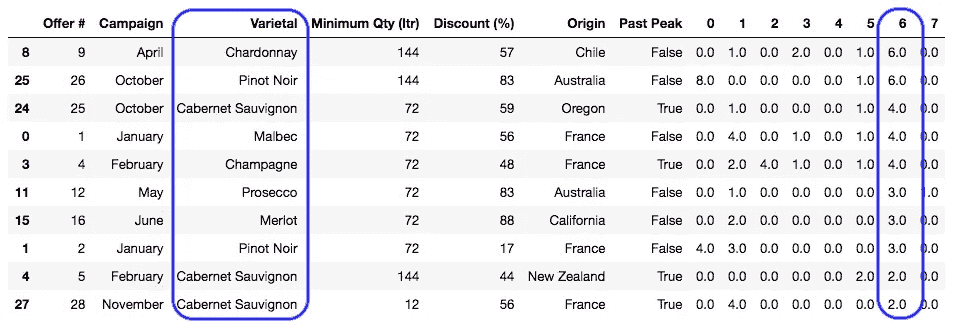 Offer # Campaign Varietal Minimum Qty (ltr) Discount (%) Origin Past Peak 0 1 2 3 4 5 6 7
8 9 April Chardonnay 144 57 Chile False 0.0 1.0 0.0 2.0 0.0 1.0 6.0 0.0
25 26 October Pinot Noir 144 83 Australia False 8.0 0.0 0.0 0.0 0.0 1.0 6.0 0.0
24 25 October Cabernet Sauvignon 72 59 Oregon True 0.0 1.0 0.0 0.0 0.0 1.0 4.0 0.0
0 1 January Malbec 72 56 France False 0.0 4.0 0.0 1.0 0.0 1.0 4.0 0.0
3 4 February Champagne 72 48 France True 0.0 2.0 4.0 1.0 0.0 1.0 4.0 0.0
11 12 May Prosecco 72 83 Australia False 0.0 1.0 0.0 0.0 0.0 0.0 3.0 1.0
15 16 June Merlot 72 88 California False 0.0 2.0 0.0 0.0 0.0 0.0 3.0 0.0
1 2 January Pinot Noir 72 17 France False 4.0 3.0 0.0 0.0 0.0 0.0 3.0 0.0
4 5 February Cabernet Sauvignon 144 44 New Zealand True 0.0 0.0 0.0 0.0 0.0 2.0 2.0 0.0
27 28 November Cabernet Sauvignon 12 56 France True 0.0 4.0 0.0 0.0 0.0 0.0 2.0 0.0